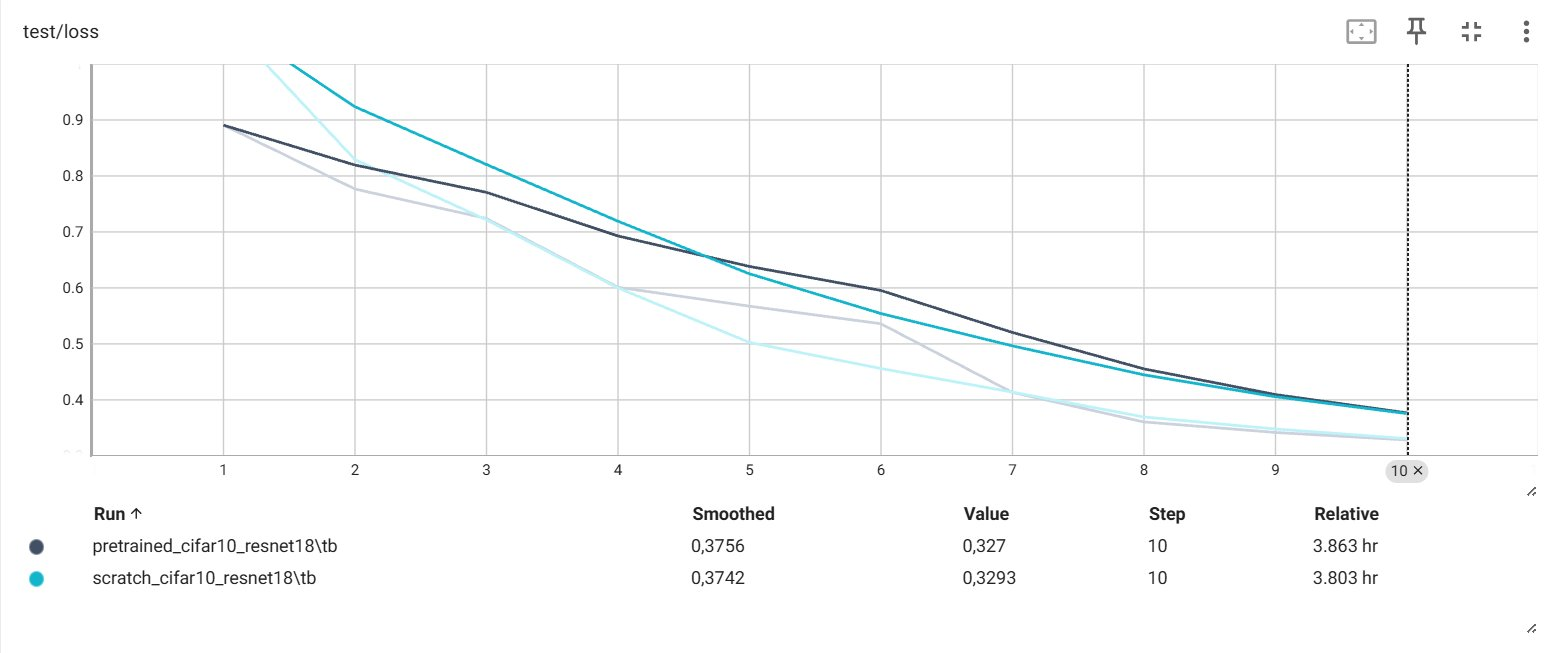 test/loss
0.9
0.8
0.7
0.6
0.5
0.4
1 2 3 4 5 6 7 8 9 10 ×
Run ↑ Smoothed Value Step Relative
pretrained_cifar10_resnet18\tb 0,3756 0,327 10 3.863 hr
scratch_cifar10_resnet18\tb 0,3742 0,3293 10 3.803 hr